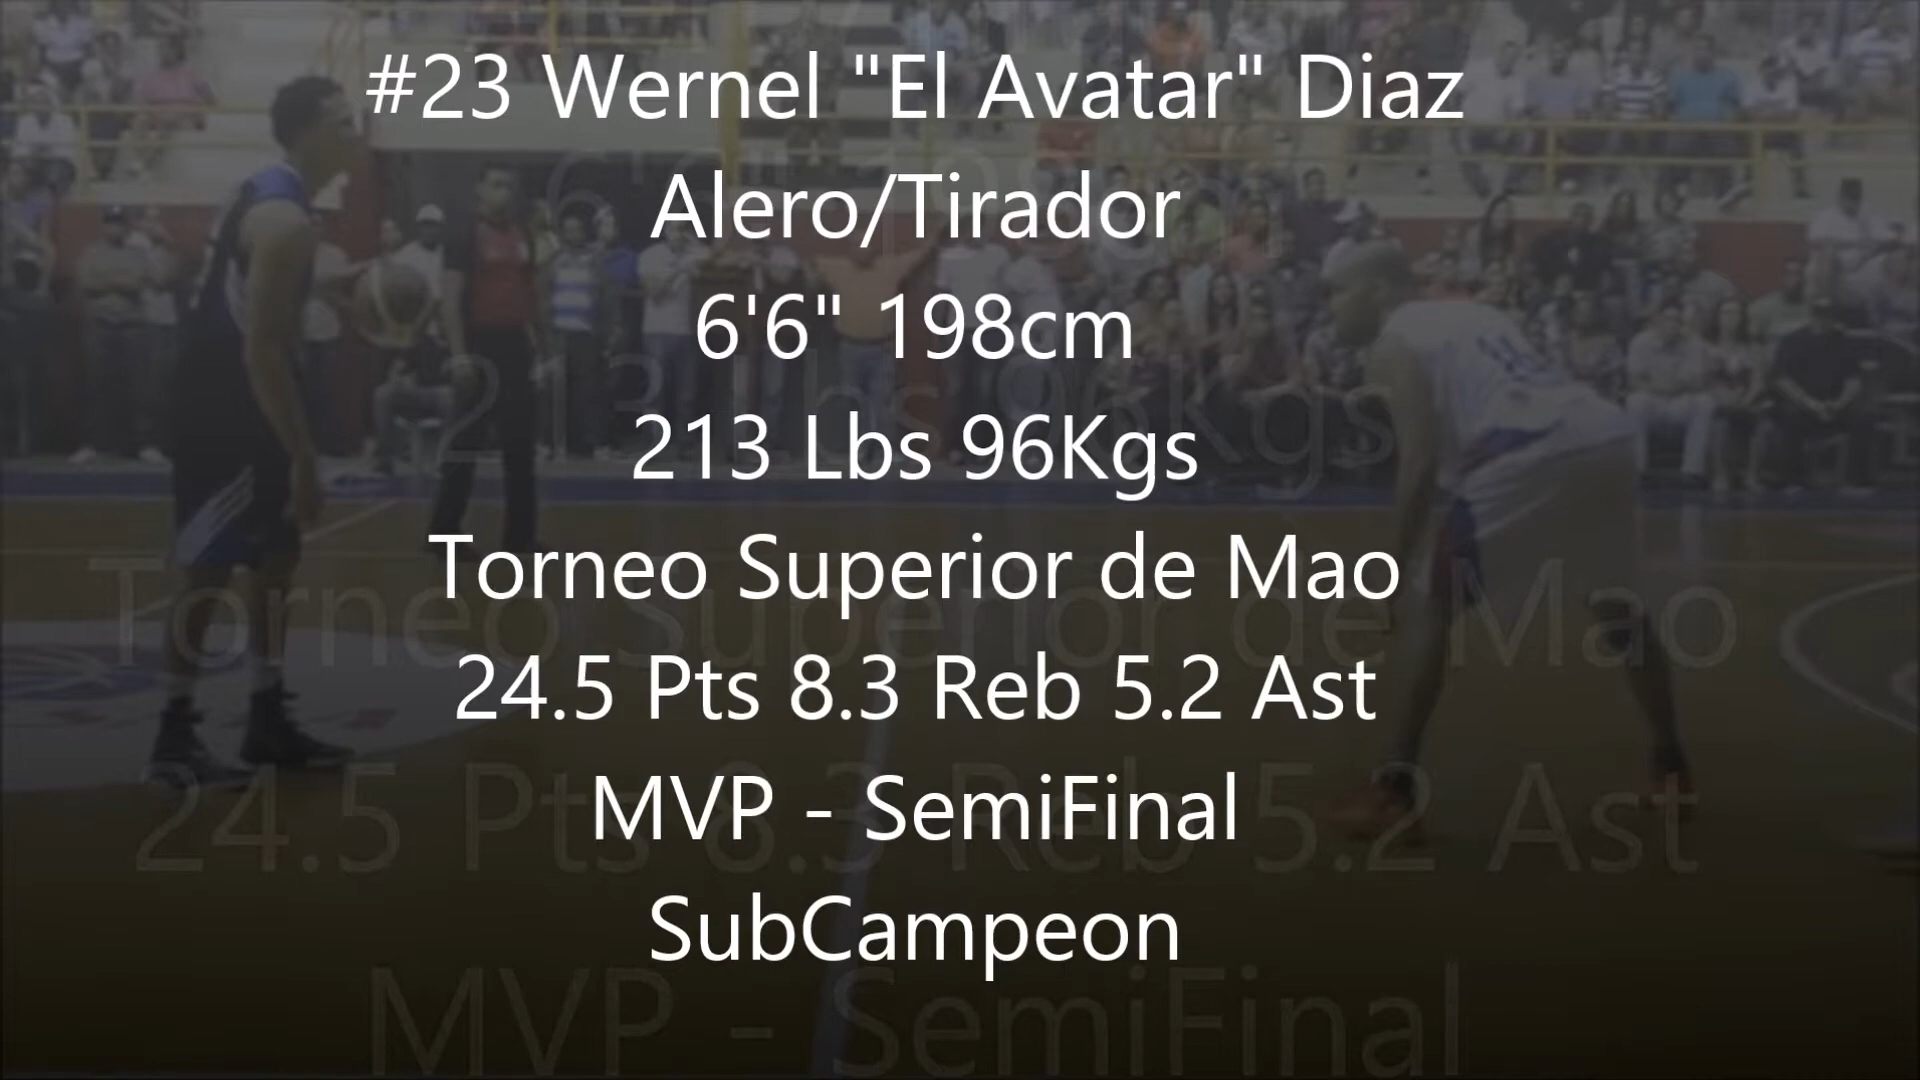 #23 Wernel "El Avatar" Diaz
Alero/Tirador
6'6" 198cm
213 Lbs 96Kgs
Torneo Superior de Mao
24.5 Pts 8.3 Reb 5.2 Ast
MVP - SemiFinal
SubCampeon